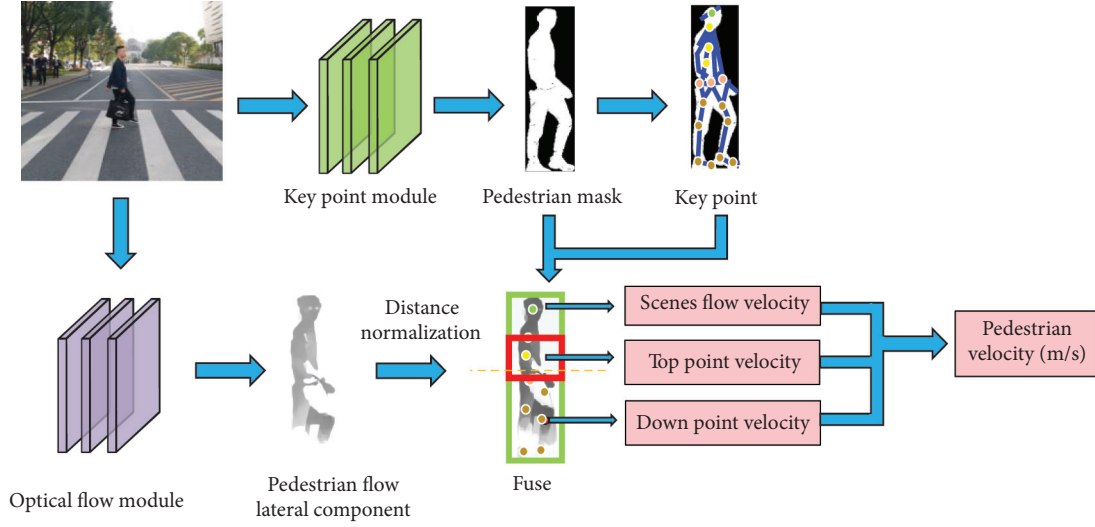 Key point module
Pedestrian mask
Key point
Distance
normalization
Scenes flow velocity
Top point velocity
Down point velocity
Pedestrian
velocity (m/s)
Optical flow module
Pedestrian flow
lateral component
Fuse